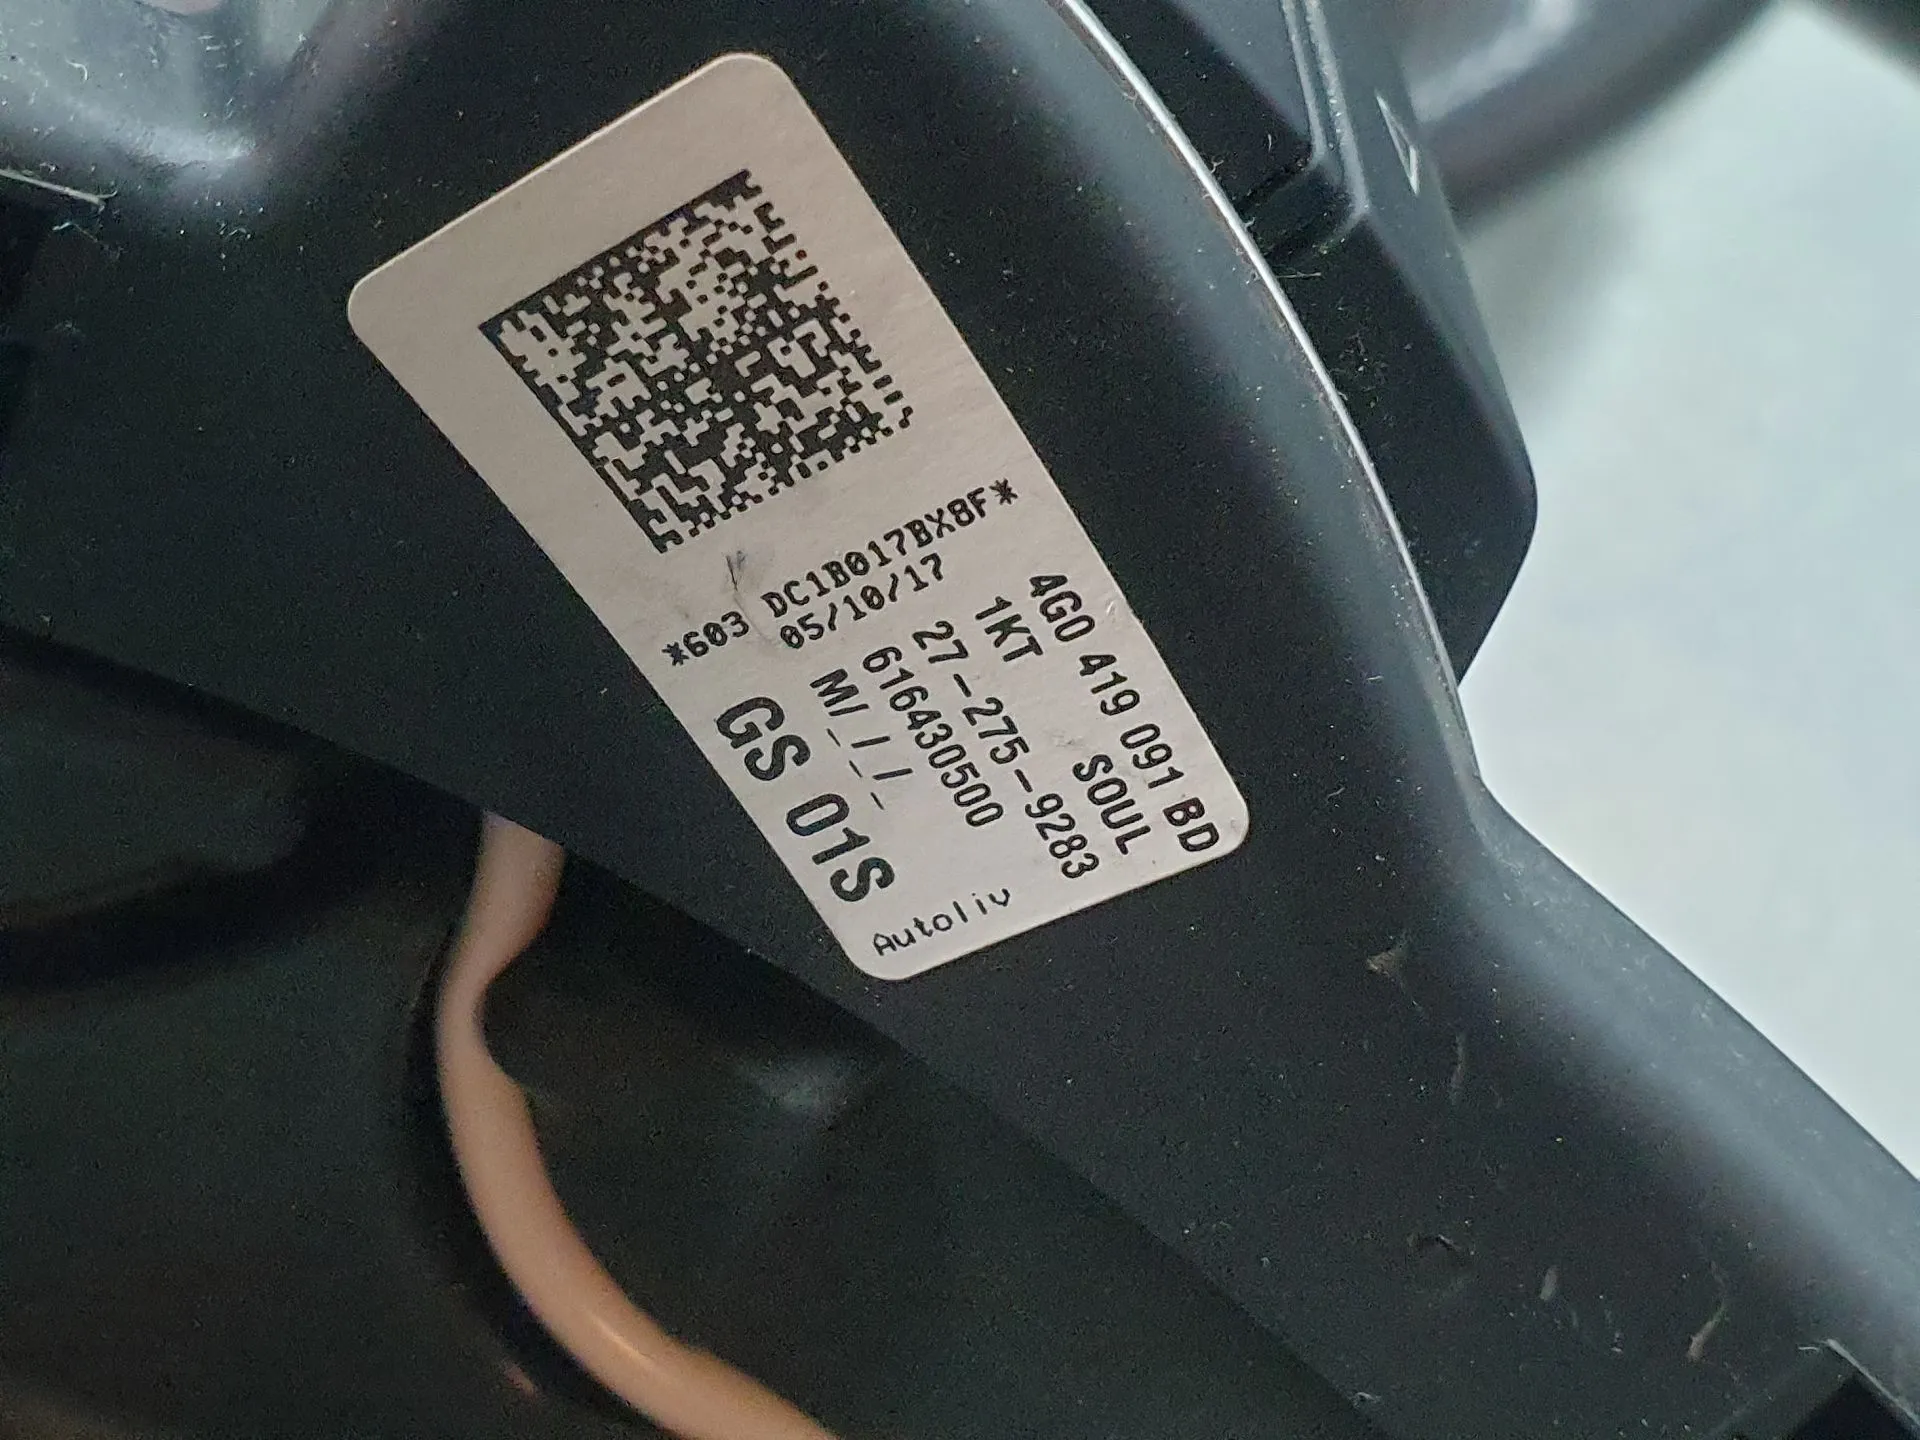 *603 DC1B017BX8F*
05/10/17
4G0 419 091 BD
1KT SOUL
27-275-9283
616430500
M/_/_/_
GS 01S
Autoliv